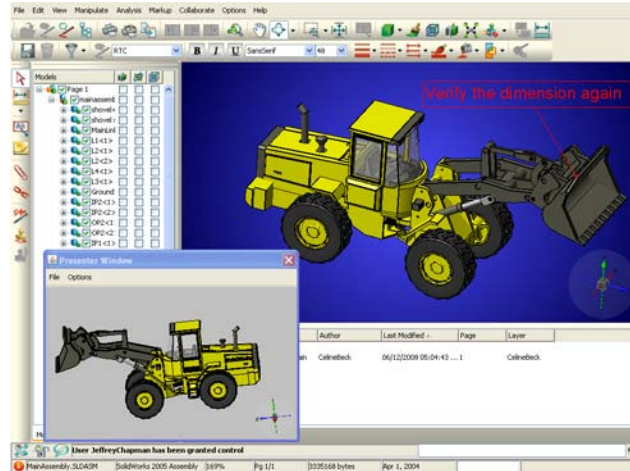 File Edit View Manipulate Analysis Markup Collaborate Options Help
RTC
B I U SansSerif 48
Models
Page 1
mainassembl
shovel<
shovel
MainLinl
L1<1>
L2<1>
L2<2>
L4<1>
L3<1>
Ground
IP2<1>
IP2<2>
OP2<1
OP2<2
IP1<1>
Verify the dimension again
Presenter Window
File Options
Author Last Modified Page Layer
CelineBeck 06/12/2009 05:04:43 ... 1 CelineBeck
User JeffreyChapman has been granted control
MainAssembly.SLDASM SolidWorks 2005 Assembly 169% Pg 1/1 3335168 bytes Apr 1, 2004